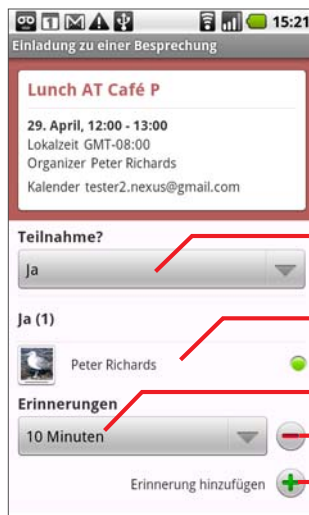 15:21
Einladung zu einer Besprechung
Lunch AT Café P
29. April, 12:00 - 13:00
Lokalzeit GMT-08:00
Organizer Peter Richards
Kalender tester2.nexus@gmail.com
Teilnahme?
Ja
Ja (1)
Peter Richards
Erinnerungen
10 Minuten
Erinnerung hinzufügen